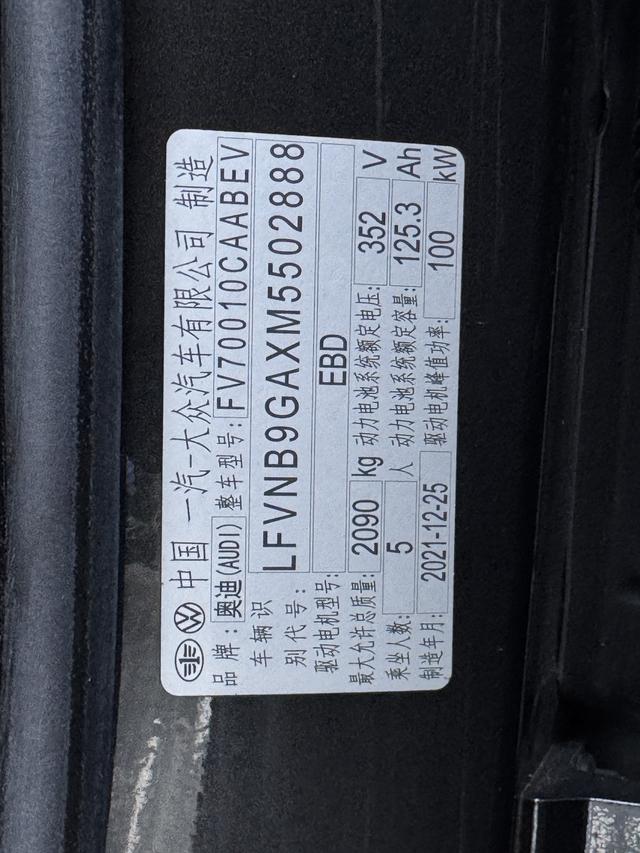 中国 一汽-大众汽车有限公司 制造
品牌: 奥迪(AUDI) 整车型号: FV70010CAABEV
车辆识别代号: LFVNB9GAXM5502888
驱动电机型号: EBD
最大允许总质量: 2090 kg 动力电池系统额定电压: 352 V
乘坐人数: 5 人 动力电池系统额定容量: 125.3 Ah
制造年月: 2021-12-25 驱动电机峰值功率: 100 kW